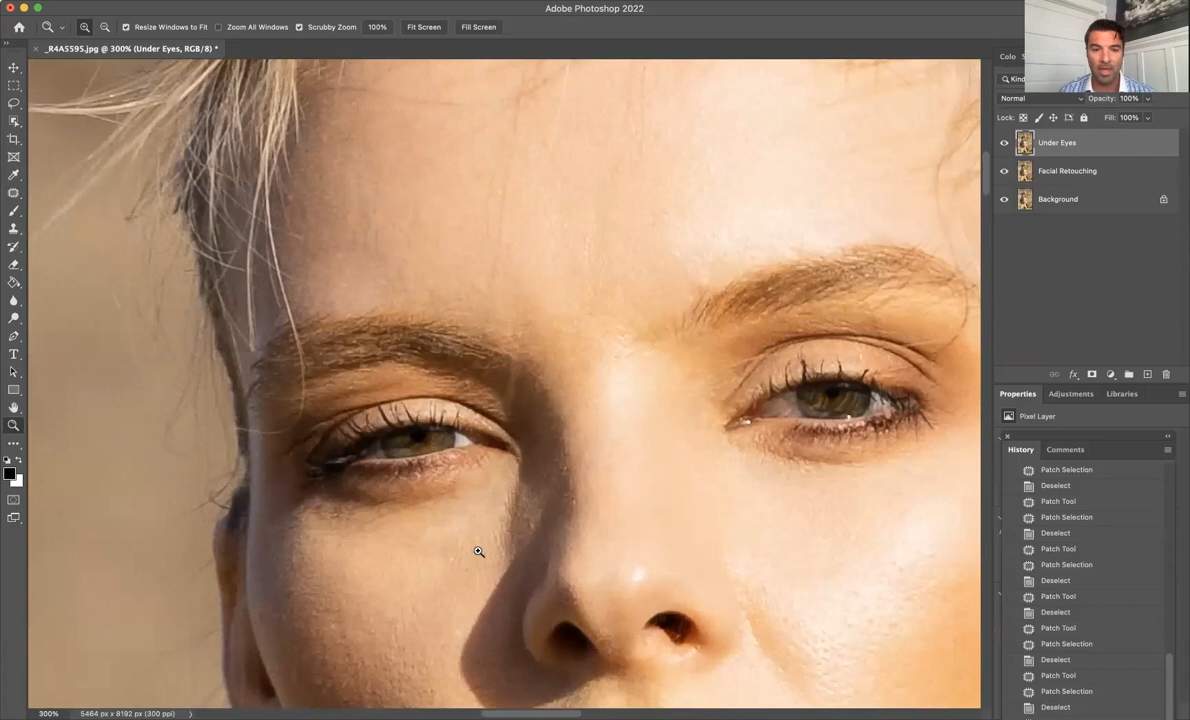 Adobe Photoshop 2022
Resize Windows to Fit
Zoom All Windows
Scrubby Zoom
100%
Fit Screen
Fill Screen
_R4A5595.jpg @ 300% (Under Eyes, RGB/8) *
Colo
Kind
Normal
Opacity: 100%
Lock:
Fill: 100%
Under Eyes
Facial Retouching
Background
fx
Properties
Adjustments
Libraries
Pixel Layer
History
Comments
Patch Selection
Deselect
Patch Tool
Patch Selection
Deselect
Patch Tool
Patch Selection
Deselect
Patch Tool
Deselect
Patch Tool
Patch Selection
Deselect
Patch Tool
Patch Selection
Deselect
300%
5464 px x 8192 px (300 ppi)